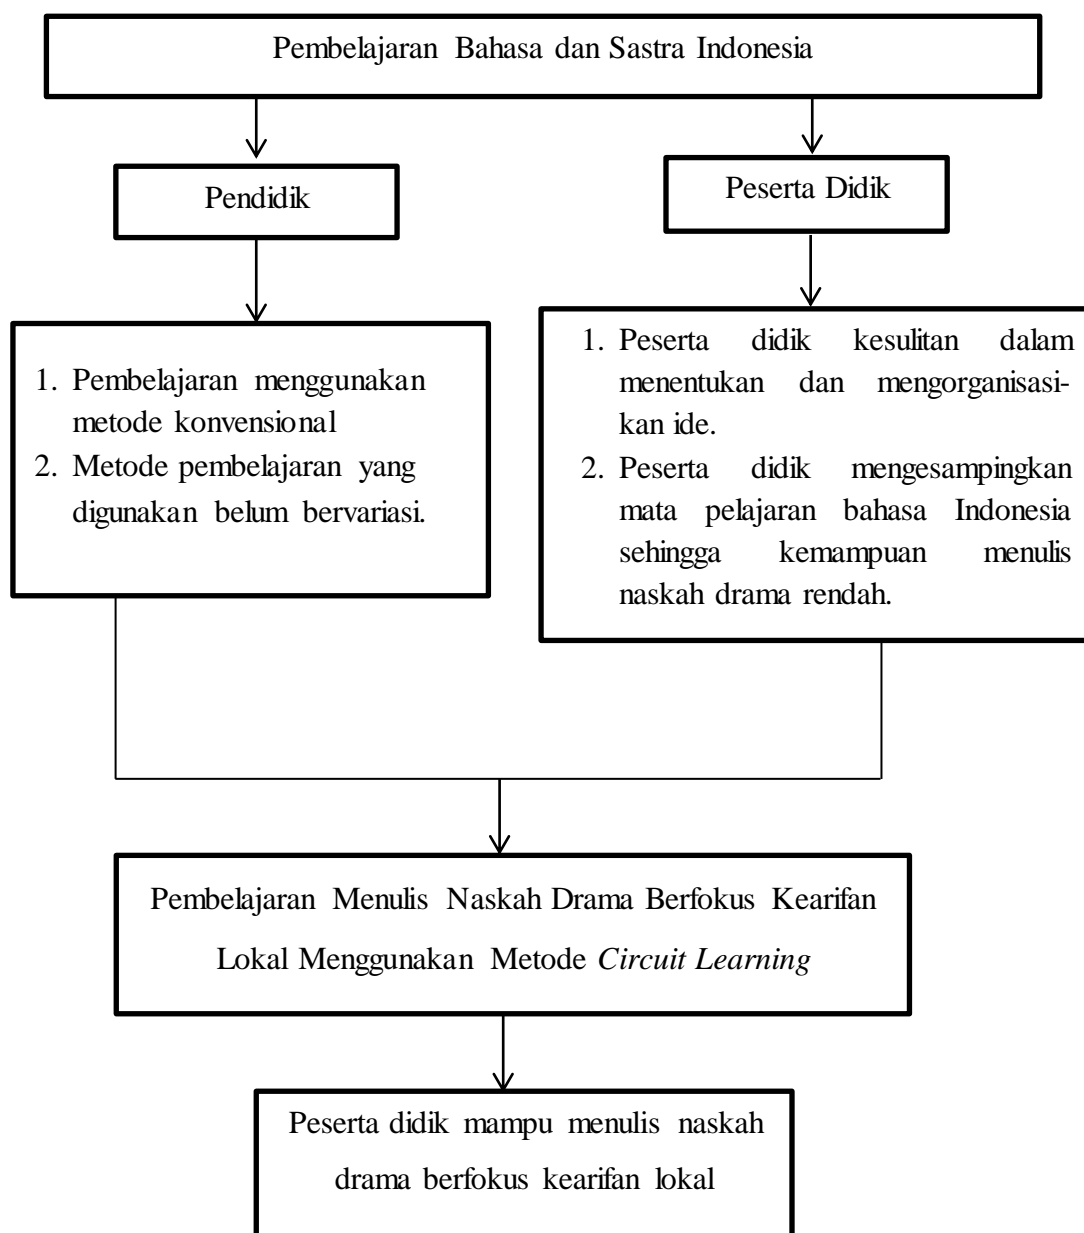 Pembelajaran Bahasa dan Sastra Indonesia
Pendidik
Peserta Didik
1. Pembelajaran menggunakan
metode konvensional
2. Metode pembelajaran yang
digunakan belum bervariasi.
1. Peserta didik kesulitan dalam
menentukan dan mengorganisasi-
kan ide.
2. Peserta didik mengesampingkan
mata pelajaran bahasa Indonesia
sehingga kemampuan menulis
naskah drama rendah.
Pembelajaran Menulis Naskah Drama Berfokus Kearifan
Lokal Menggunakan Metode Circuit Learning
Peserta didik mampu menulis naskah
drama berfokus kearifan lokal